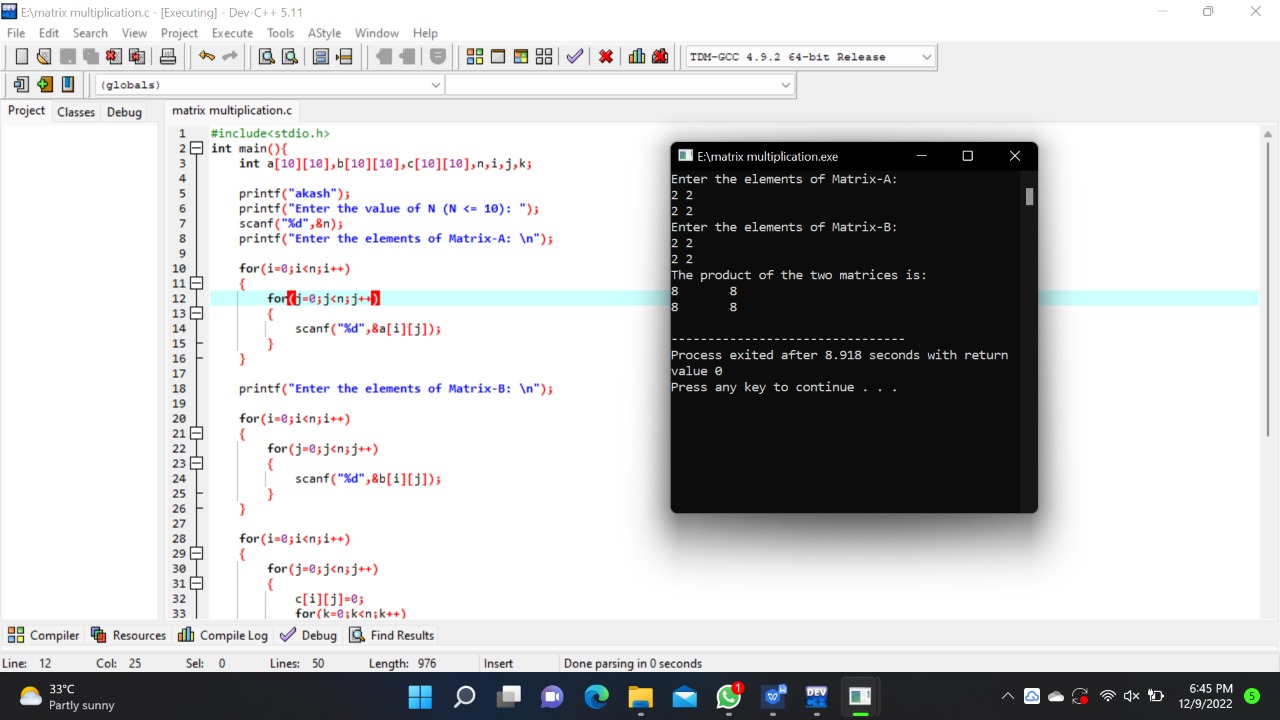 E:\matrix multiplication.c - [Executing] - Dev-C++ 5.11
File Edit Search View Project Execute Tools AStyle Window Help
TDM-GCC 4.9.2 64-bit Release
(globals)
Project Classes Debug
matrix multiplication.c
1 #include<stdio.h>
2 int main(){
3 int a[10][10],b[10][10],c[10][10],n,i,j,k;
4
5 printf("akash");
6 printf("Enter the value of N (N <= 10): ");
7 scanf("%d",&n);
8 printf("Enter the elements of Matrix-A: \n");
9
10 for(i=0;i<n;i++)
11 {
12 for(j=0;j<n;j++)
13 {
14 scanf("%d",&a[i][j]);
15 }
16 }
17
18 printf("Enter the elements of Matrix-B: \n");
19
20 for(i=0;i<n;i++)
21 {
22 for(j=0;j<n;j++)
23 {
24 scanf("%d",&b[i][j]);
25 }
26 }
27
28 for(i=0;i<n;i++)
29 {
30 for(j=0;j<n;j++)
31 {
32 c[i][j]=0;
33 for(k=0;k<n;k++)
E:\matrix multiplication.exe
Enter the elements of Matrix-A:
2 2
2 2
Enter the elements of Matrix-B:
2 2
2 2
The product of the two matrices is:
8 8
8 8
--------------------------------
Process exited after 8.918 seconds with return
value 0
Press any key to continue . . .
Compiler Resources Compile Log Debug Find Results
Line: 12 Col: 25 Sel: 0 Lines: 50 Length: 976 Insert Done parsing in 0 seconds
33°C
Partly sunny
1
DEV
6:45 PM
12/9/2022
5